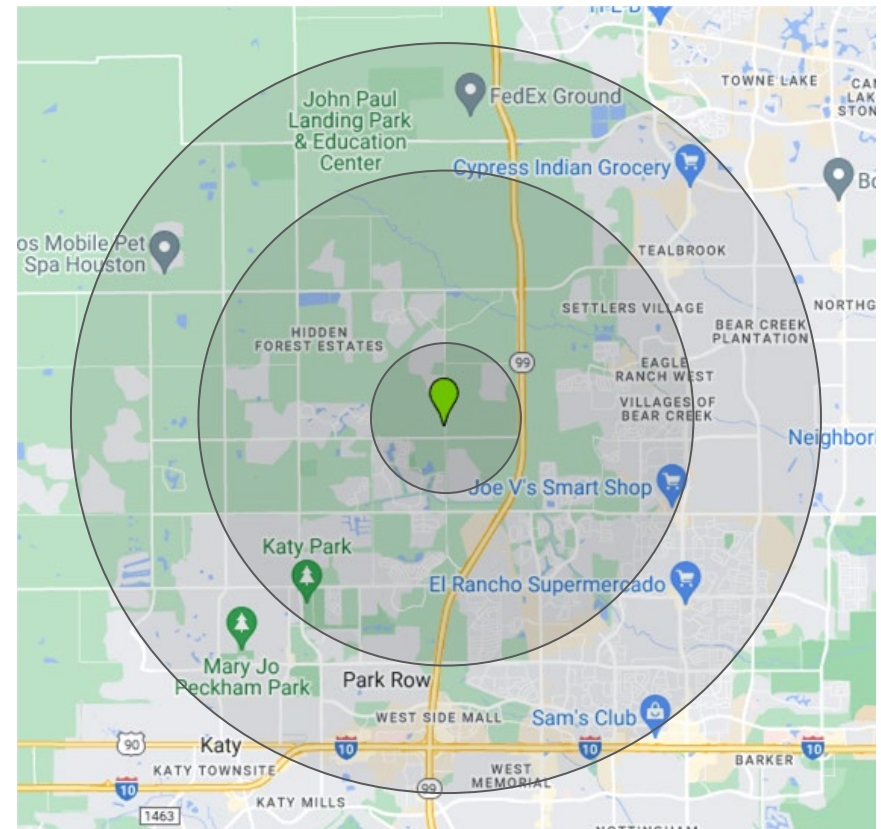 H-E-B
TOWNE LAKE
John Paul
Landing Park
& Education
Center
FedEx Ground
Cypress Indian Grocery
os Mobile Pet
Spa Houston
TEALBROOK
SETTLERS VILLAGE
NORTHG
BEAR CREEK
PLANTATION
HIDDEN
FOREST ESTATES
99
EAGLE
RANCH WEST
VILLAGES OF
BEAR CREEK
Neighbor
Joe V's Smart Shop
Katy Park
El Rancho Supermercado
Mary Jo
Peckham Park
Park Row
WEST SIDE MALL
Sam's Club
90
Katy
10
10
10
BARKER
KATY TOWNSITE
WEST
MEMORIAL
10
99
KATY MILLS
1463